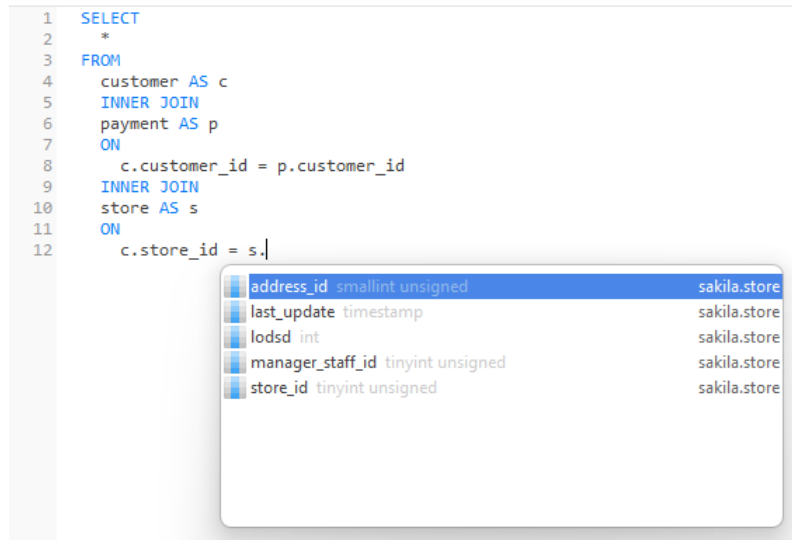 1 SELECT
2 *
3 FROM
4 customer AS c
5 INNER JOIN
6 payment AS p
7 ON
8 c.customer_id = p.customer_id
9 INNER JOIN
10 store AS s
11 ON
12 c.store_id = s.
address_id smallint unsigned sakila.store
last_update timestamp sakila.store
lodsd int sakila.store
manager_staff_id tinyint unsigned sakila.store
store_id tinyint unsigned sakila.store